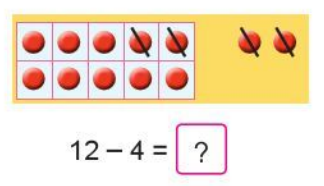 12 – 4 = ?